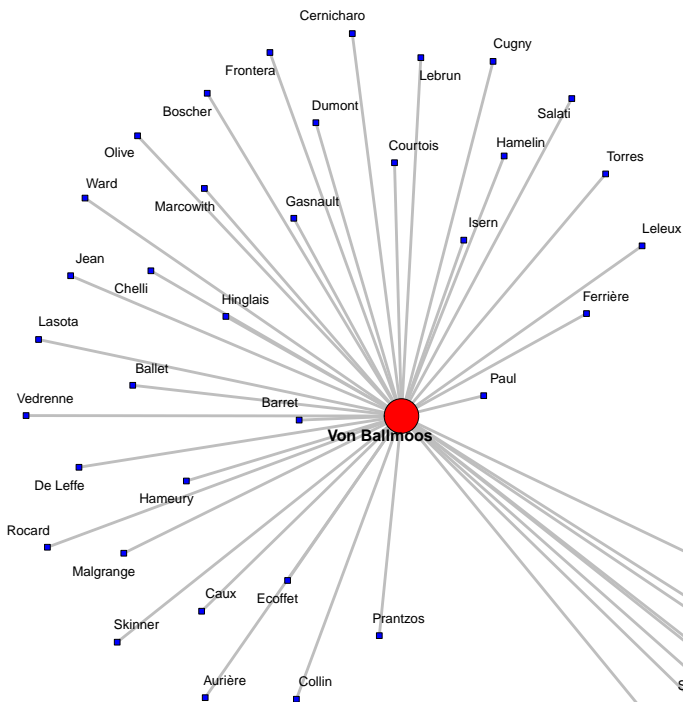 Cernicharo
Cugny
Frontera
Lebrun
Boscher
Dumont
Salati
Olive
Courtois
Hamelin
Torres
Ward
Marcowith
Gasnault
Isern
Leleux
Jean
Chelli
Hinglais
Ferrière
Lasota
Ballet
Paul
Vedrenne
Barret
Von Ballmoos
De Leffe
Hameury
Rocard
Malgrange
Caux
Ecoffet
Prantzos
Skinner
Aurière
Collin
S